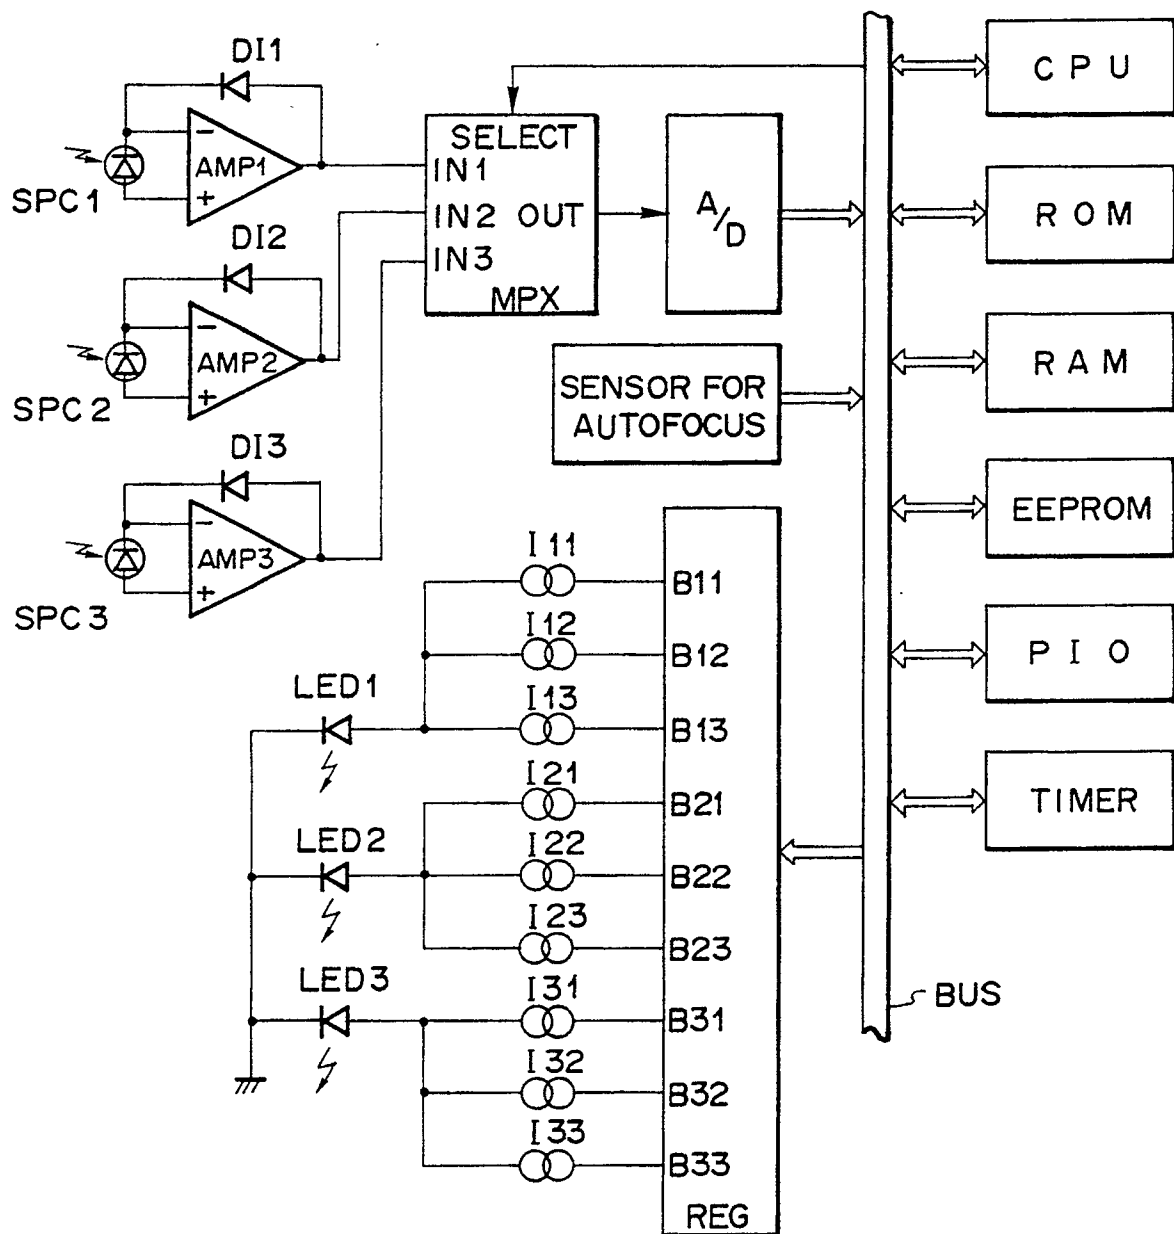 DI1
AMP1
−
+
SPC1
DI2
AMP2
−
+
SPC2
DI3
AMP3
−
+
SPC3
SELECT
IN1
IN2 OUT
IN3
MPX
A/D
SENSOR FOR
AUTOFOCUS
CPU
ROM
RAM
EEPROM
PIO
TIMER
BUS
I11
B11
I12
B12
LED1
I13
B13
I21
B21
LED2
I22
B22
I23
B23
LED3
I31
B31
I32
B32
I33
B33
REG